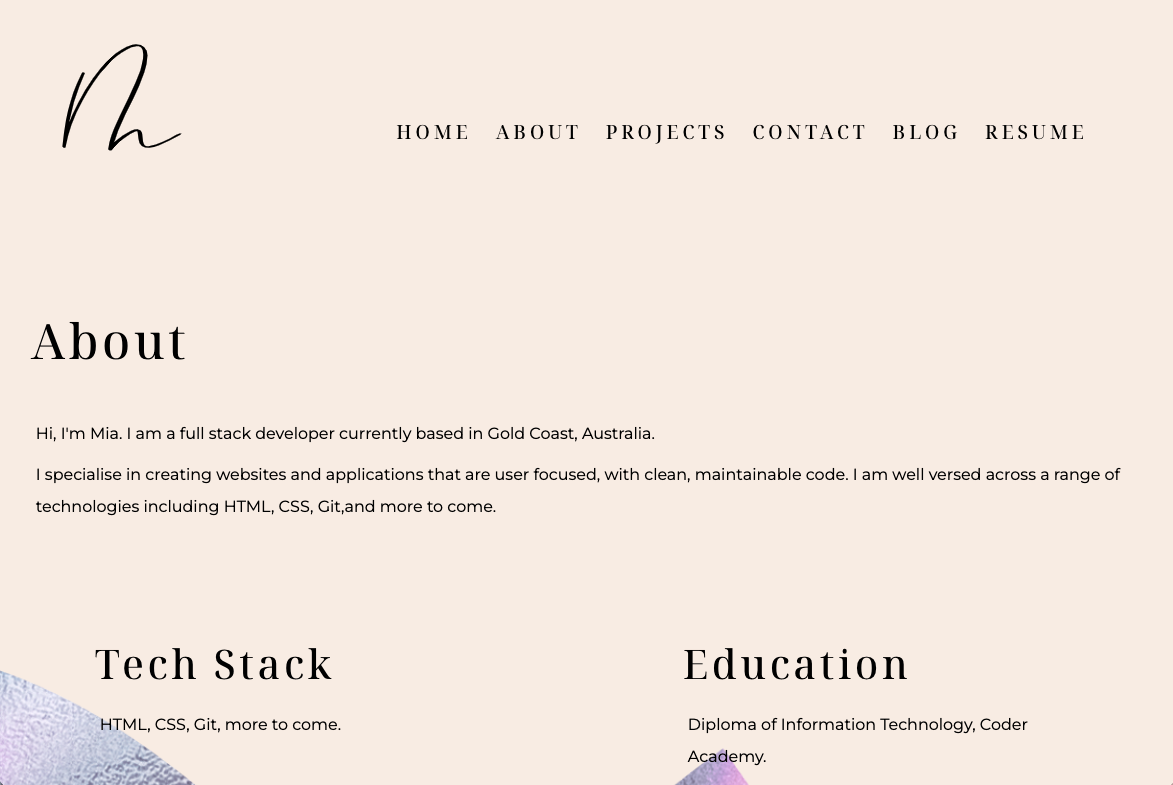 M
HOME ABOUT PROJECTS CONTACT BLOG RESUME
About
Hi, I'm Mia. I am a full stack developer currently based in Gold Coast, Australia.
I specialise in creating websites and applications that are user focused, with clean, maintainable code. I am well versed across a range of
technologies including HTML, CSS, Git,and more to come.
Tech Stack
HTML, CSS, Git, more to come.
Education
Diploma of Information Technology, Coder
Academy.